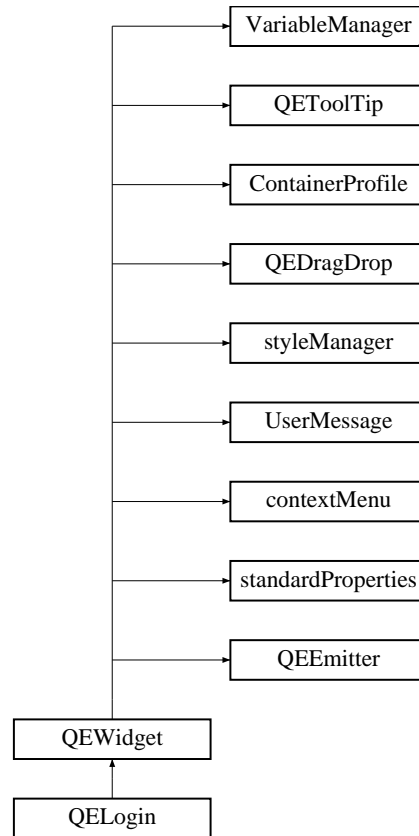 VariableManager
QEToolTip
ContainerProfile
QEDragDrop
styleManager
UserMessage
contextMenu
standardProperties
QEEmitter
QEWidget
QELogin